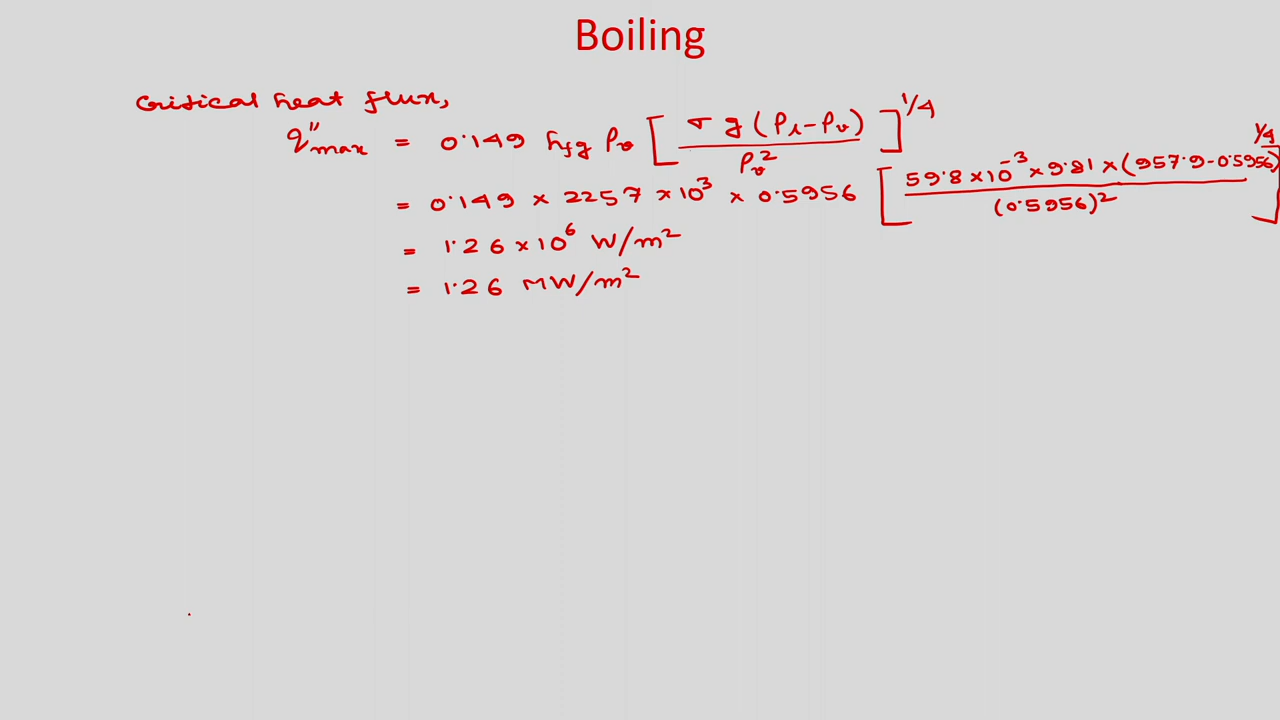 Boiling
Critical heat flux,
q″max = 0.149 hfg ρv [ σ g (ρl − ρv) / ρv² ]^1/4
= 0.149 × 2257 × 10³ × 0.5956 [ 59.8 × 10⁻³ × 9.81 × (957.9 − 0.5956) / (0.5956)² ]^1/4
= 1.26 × 10⁶ W/m²
= 1.26 MW/m²